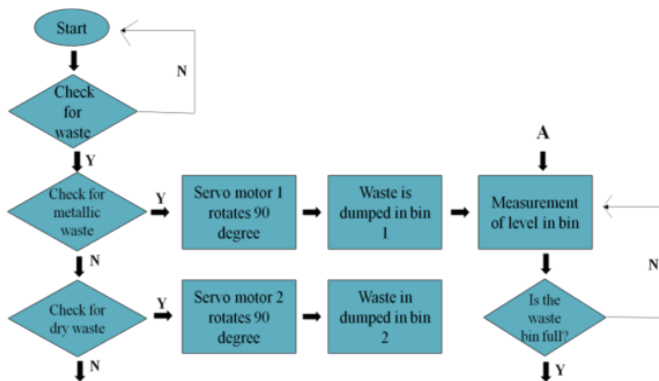 Start
N
Check
for
waste
Y
A
Check for
metallic
waste
Y
Servo motor 1
rotates 90
degree
Waste is
dumped in bin
1
Measurement
of level in bin
N
N
Check for
dry waste
Y
Servo motor 2
rotates 90
degree
Waste in
dumped in bin
2
Is the
waste
bin full?
N
Y